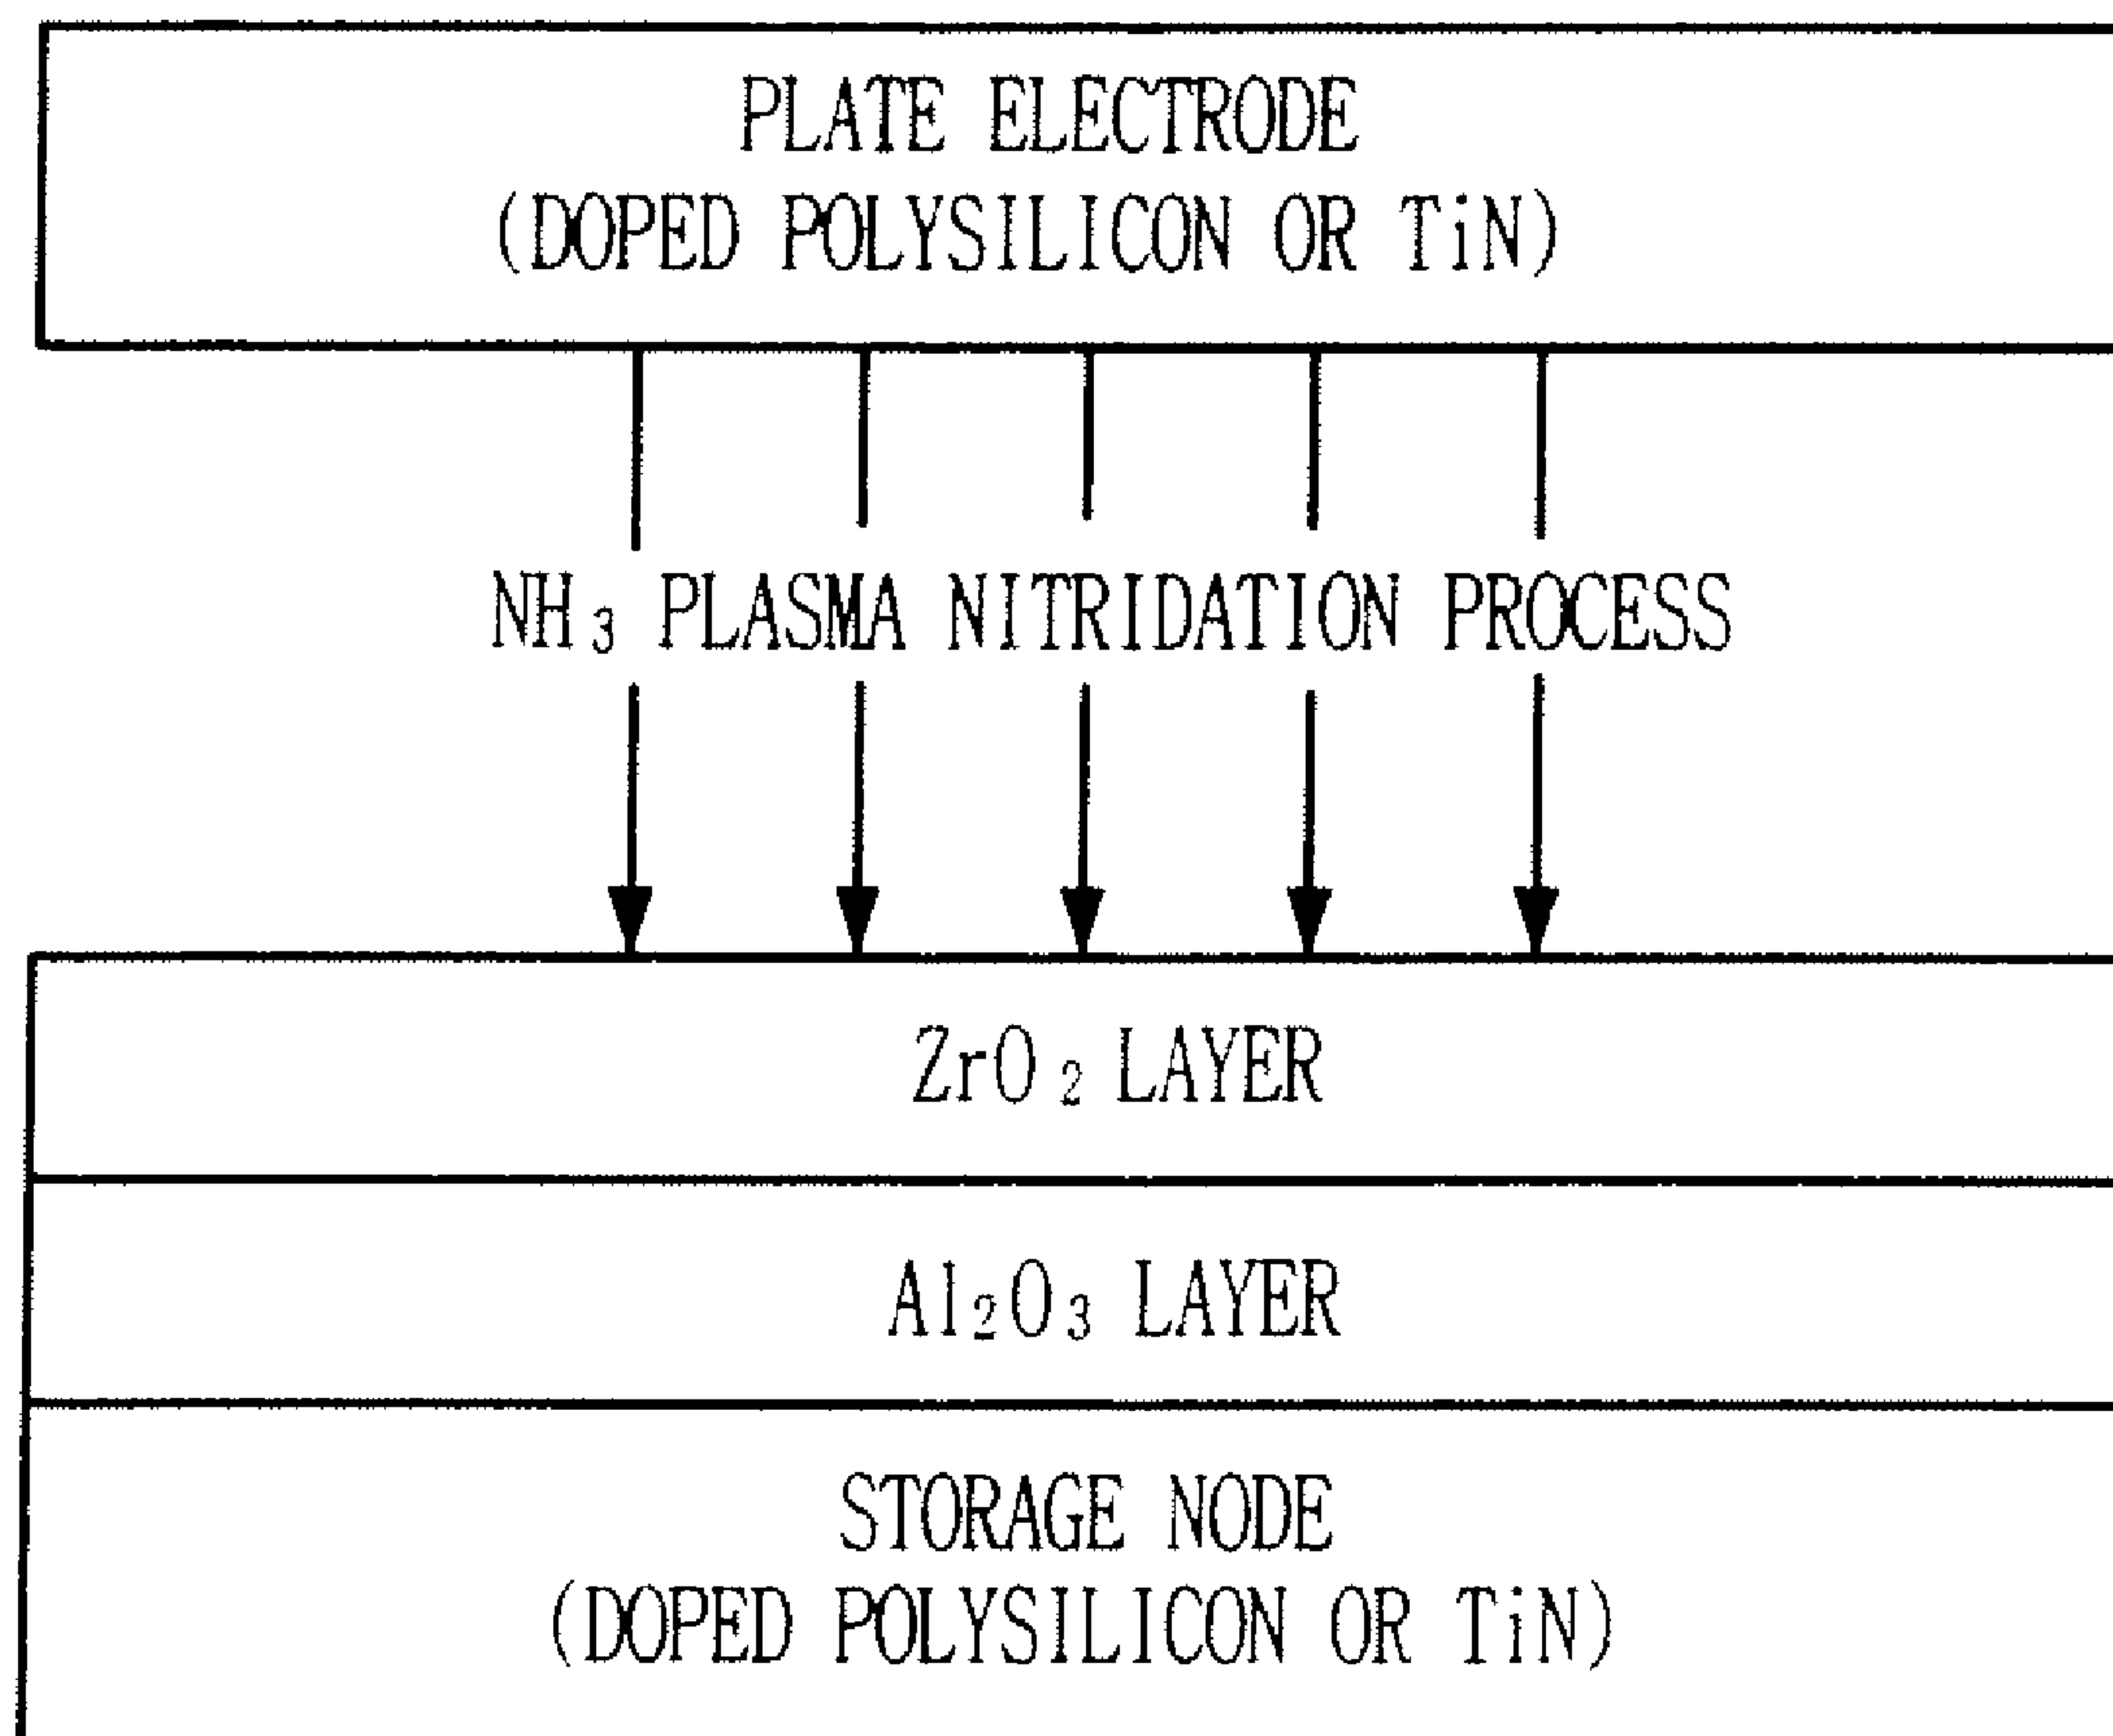 PLATE ELECTRODE
(DOPED POLYSILICON OR TiN)
NH₃ PLASMA NITRIDATION PROCESS
ZrO₂ LAYER
Al₂O₃ LAYER
STORAGE NODE
(DOPED POLYSILICON OR TiN)